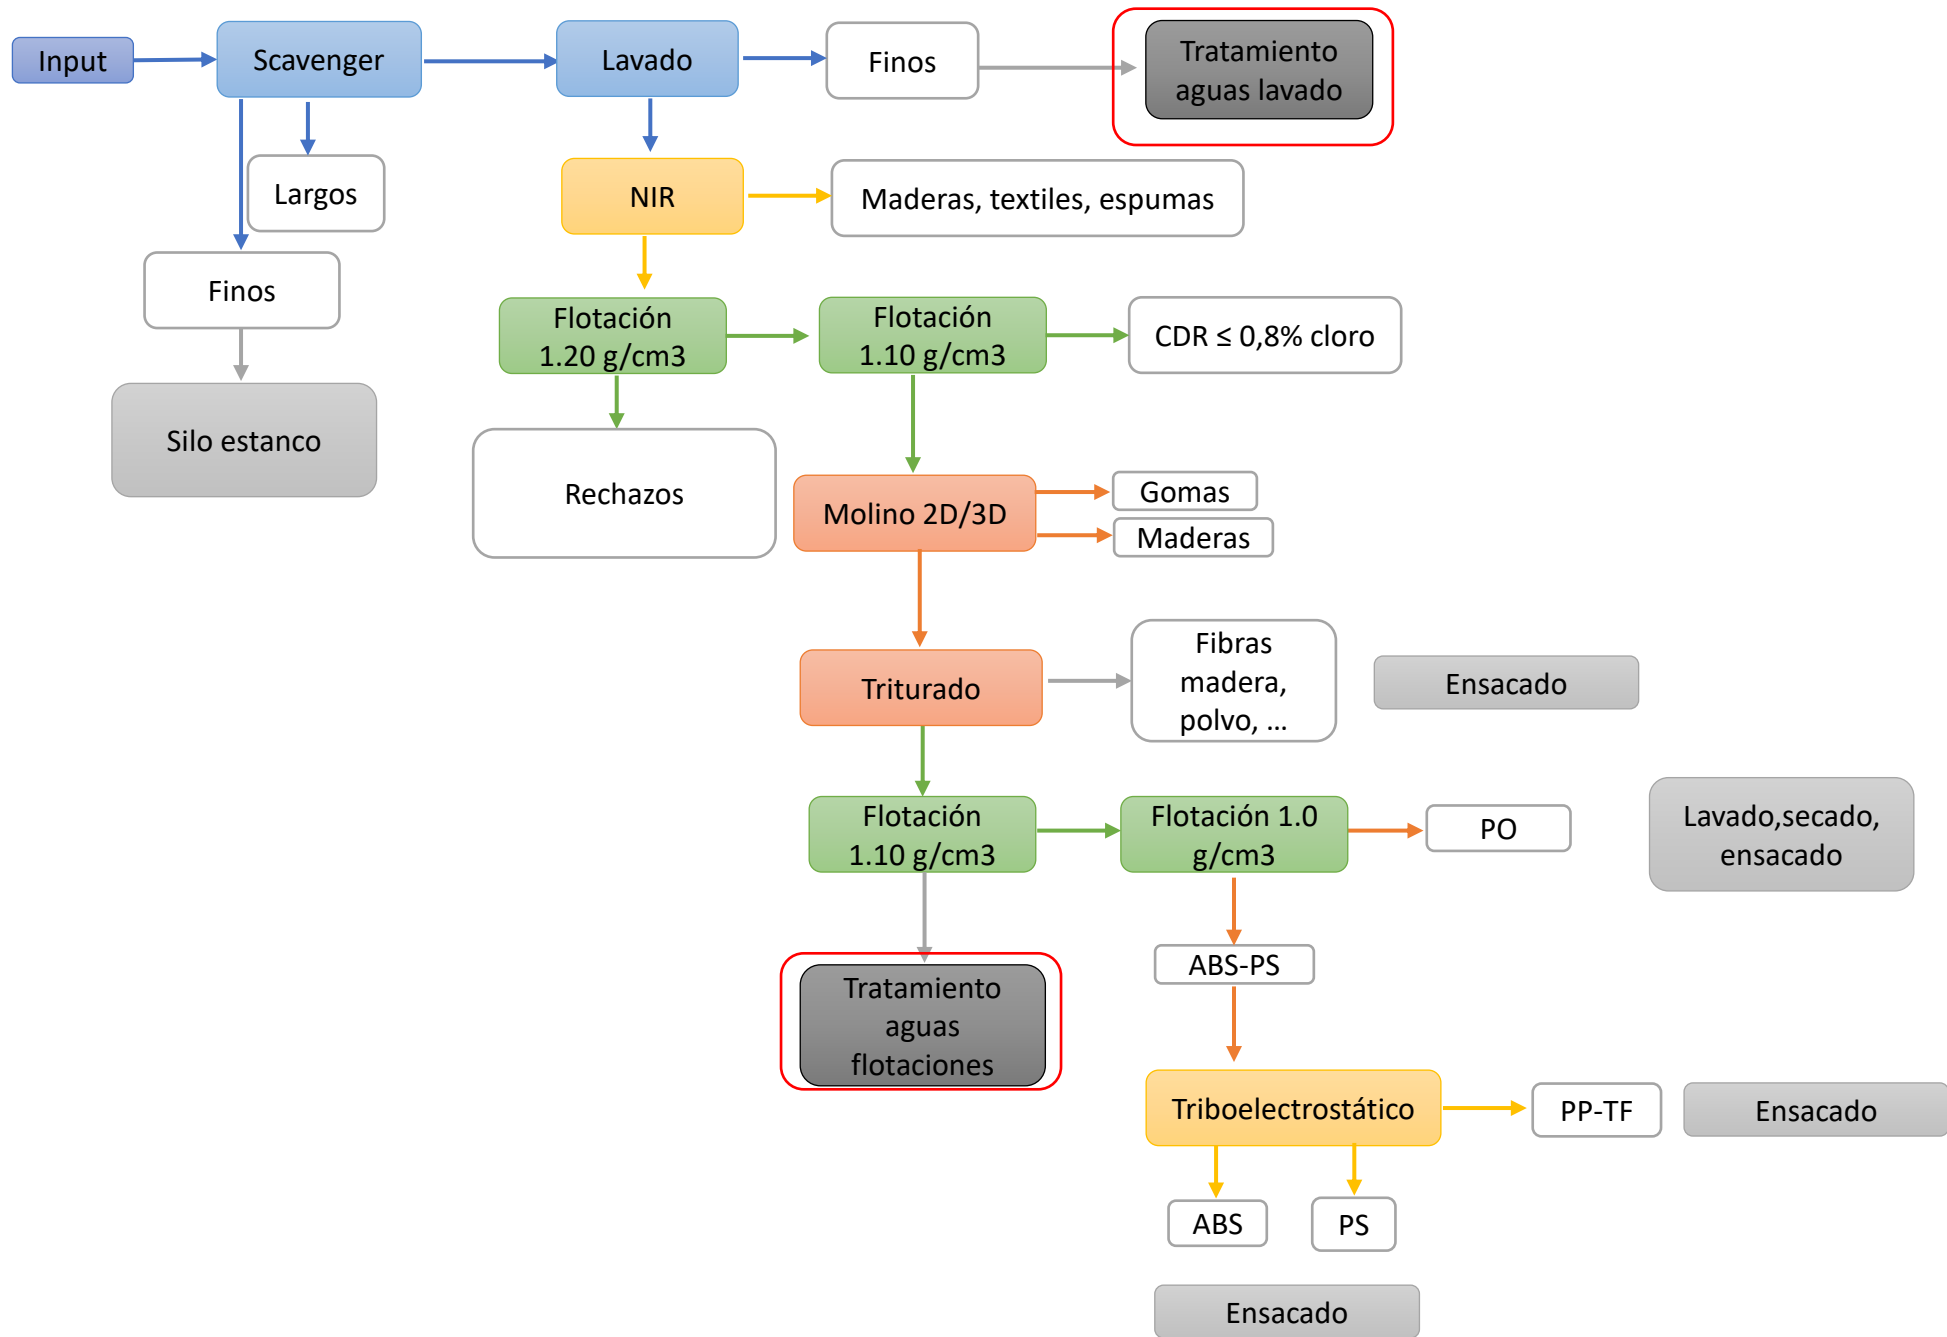 Input
Scavenger
Lavado
Finos
Tratamiento
aguas lavado
Largos
NIR
Maderas, textiles, espumas
Finos
Flotación
1.20 g/cm3
Flotación
1.10 g/cm3
CDR ≤ 0,8% cloro
Silo estanco
Rechazos
Molino 2D/3D
Gomas
Maderas
Triturado
Fibras
madera,
polvo, ...
Ensacado
Flotación
1.10 g/cm3
Flotación 1.0
g/cm3
PO
Lavado,secado,
ensacado
ABS-PS
Tratamiento
aguas
flotaciones
Triboelectrostático
PP-TF
Ensacado
ABS
PS
Ensacado